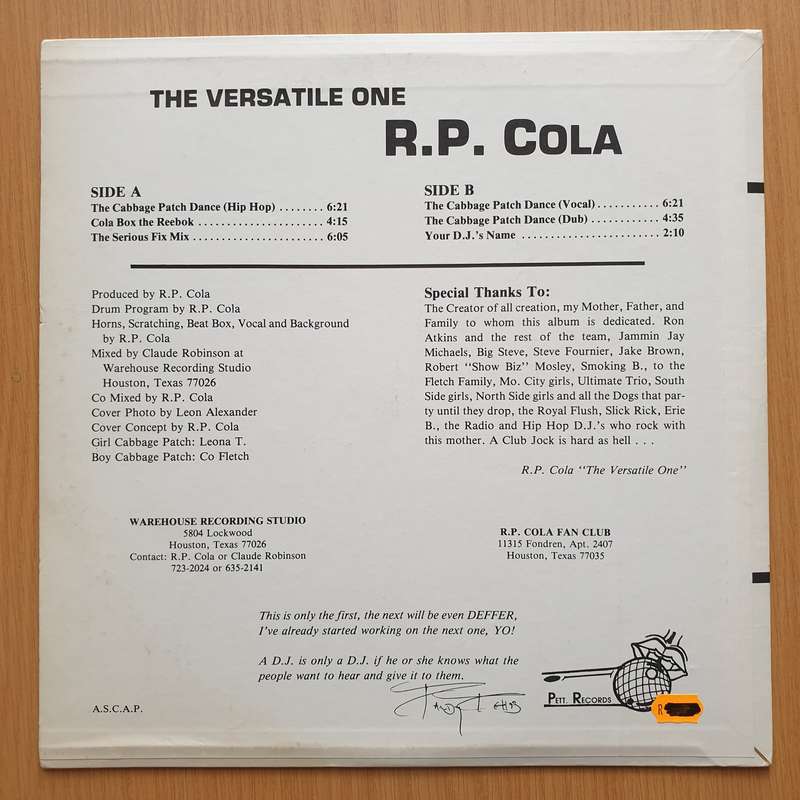 THE VERSATILE ONE
R.P. COLA
SIDE A
The Cabbage Patch Dance (Hip Hop) ........ 6:21
Cola Box the Reebok ..................... 4:15
The Serious Fix Mix ...................... 6:05
SIDE B
The Cabbage Patch Dance (Vocal)........... 6:21
The Cabbage Patch Dance (Dub) ............ 4:35
Your D.J.'s Name ........................ 2:10
Produced by R.P. Cola
Drum Program by R.P. Cola
Horns, Scratching, Beat Box, Vocal and Background
by R.P. Cola
Mixed by Claude Robinson at
Warehouse Recording Studio
Houston, Texas 77026
Co Mixed by R.P. Cola
Cover Photo by Leon Alexander
Cover Concept by R.P. Cola
Girl Cabbage Patch: Leona T.
Boy Cabbage Patch: Co Fletch
Special Thanks To:
The Creator of all creation, my Mother, Father, and
Family to whom this album is dedicated. Ron
Atkins and the rest of the team, Jammin Jay
Michaels, Big Steve, Steve Fournier, Jake Brown,
Robert "Show Biz" Mosley, Smoking B., to the
Fletch Family, Mo. City girls, Ultimate Trio, South
Side girls, North Side girls and all the Dogs that par-
ty until they drop, the Royal Flush, Slick Rick, Erie
B., the Radio and Hip Hop D.J.'s who rock with
this mother. A Club Jock is hard as hell . . .
R.P. Cola "The Versatile One"
WAREHOUSE RECORDING STUDIO
5804 Lockwood
Houston, Texas 77026
Contact: R.P. Cola or Claude Robinson
723-2024 or 635-2141
R.P. COLA FAN CLUB
11315 Fondren, Apt. 2407
Houston, Texas 77035
This is only the first, the next will be even DEFFER,
I've already started working on the next one, YO!
A D.J. is only a D.J. if he or she knows what the
people want to hear and give it to them.
A.S.C.A.P.
PETT. RECORDS
R